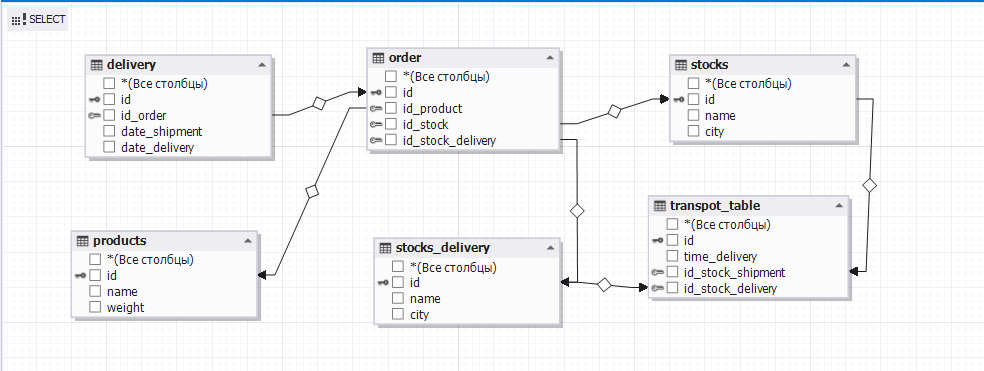 SELECT
delivery
*(Все столбцы)
id
id_order
date_shipment
date_delivery
order
*(Все столбцы)
id
id_product
id_stock
id_stock_delivery
stocks
*(Все столбцы)
id
name
city
products
*(Все столбцы)
id
name
weight
stocks_delivery
*(Все столбцы)
id
name
city
transpot_table
*(Все столбцы)
id
time_delivery
id_stock_shipment
id_stock_delivery